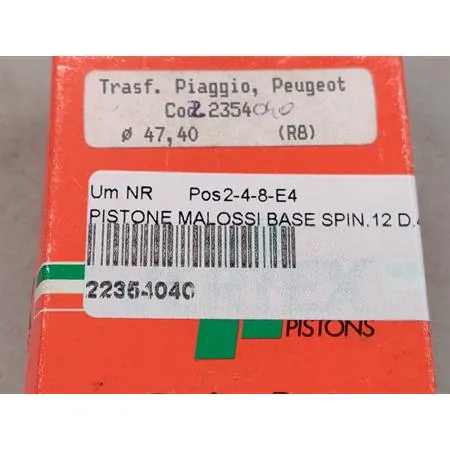 Trasf. Piaggio, Peugeot
Cod 22354040
ø 47,40 (R8)
Um NR Pos2-4-8-E4
PISTONE MALOSSI BASE SPIN.12 D.4
22354040
PISTONS